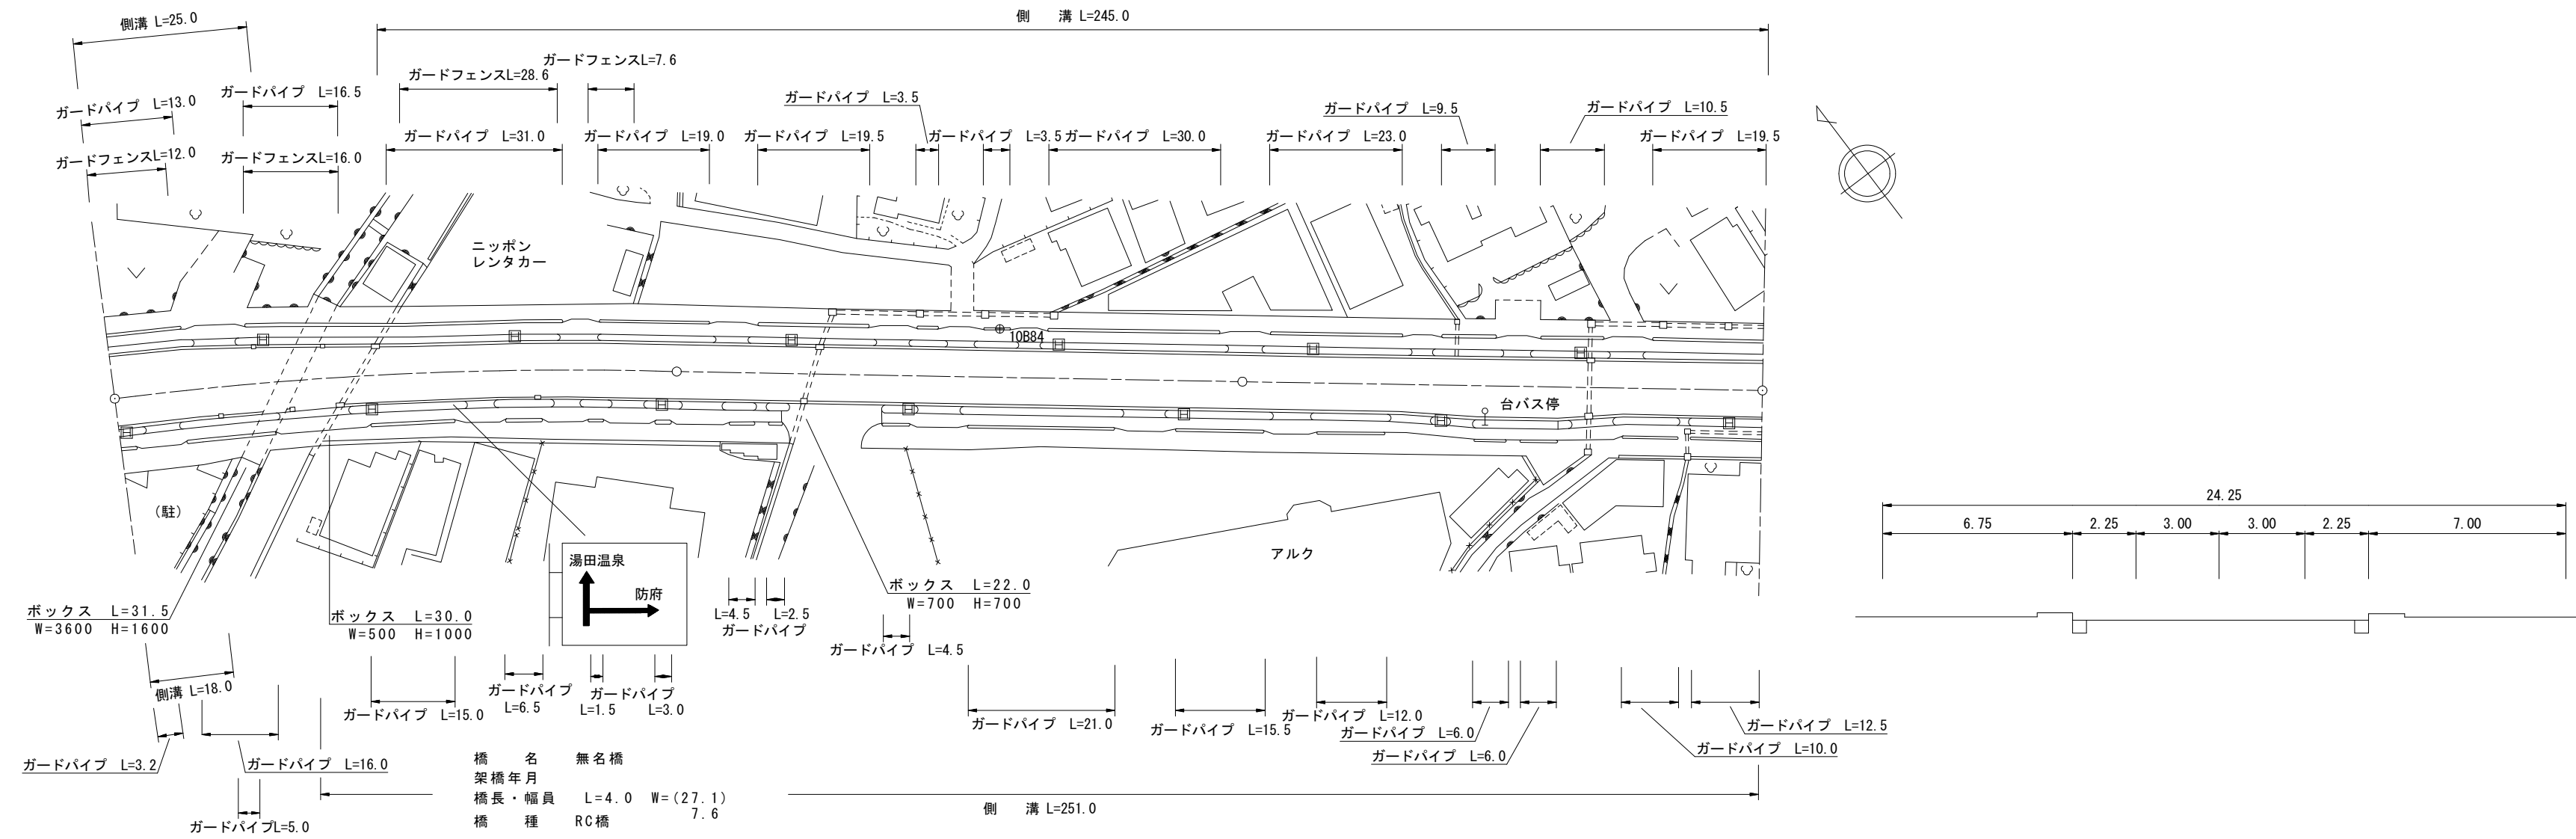 側溝 L=25.0
側　　溝 L=245.0
ガードフェンスL=7.6
ガードフェンスL=28.6
ガードパイプ　L=13.0
ガードパイプ　L=16.5
ガードパイプ　L=3.5
ガードパイプ　L=9.5
ガードパイプ　L=10.5
ガードフェンスL=12.0
ガードフェンスL=16.0
ガードパイプ　L=31.0
ガードパイプ　L=19.0
ガードパイプ　L=19.5
ガードパイプ　L=3.5
ガードパイプ　L=30.0
ガードパイプ　L=23.0
ガードパイプ　L=19.5
ニッポン
レンタカー
10B84
台バス停
（駐）
アルク
湯田温泉
防府
24.25
6.75
2.25
3.00
3.00
2.25
7.00
ボックス　L=31.5
W=3600　H=1600
ボックス　L=30.0
W=500　H=1000
L=4.5
L=2.5
ガードパイプ
ボックス　L=22.0
W=700　H=700
ガードパイプ　L=4.5
側溝 L=18.0
ガードパイプ　L=15.0
ガードパイプ
L=6.5
ガードパイプ
L=1.5
L=3.0
ガードパイプ　L=21.0
ガードパイプ　L=15.5
ガードパイプ　L=12.0
ガードパイプ　L=6.0
ガードパイプ　L=6.0
ガードパイプ　L=12.5
ガードパイプ　L=10.0
ガードパイプ　L=3.2
ガードパイプ　L=16.0
ガードパイプL=5.0
橋　　名　　無名橋
架橋年月
橋長・幅員　L=4.0　W=(27.1)
7.6
橋　　種　　RC橋
側　　溝 L=251.0